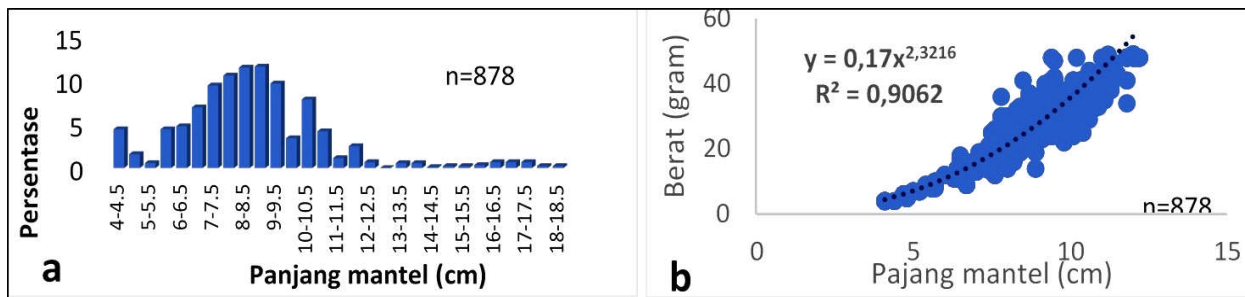 15
10
5
0
Persentase
n=878
4-4.5
5-5.5
6-6.5
7-7.5
8-8.5
9-9.5
10-10.5
11-11.5
12-12.5
13-13.5
14-14.5
15-15.5
16-16.5
17-17.5
18-18.5
Panjang mantel (cm)
a
60
40
20
0
Berat (gram)
y = 0,17x^2,3216
R² = 0,9062
n=878
0
5
10
15
Pajang mantel (cm)
b